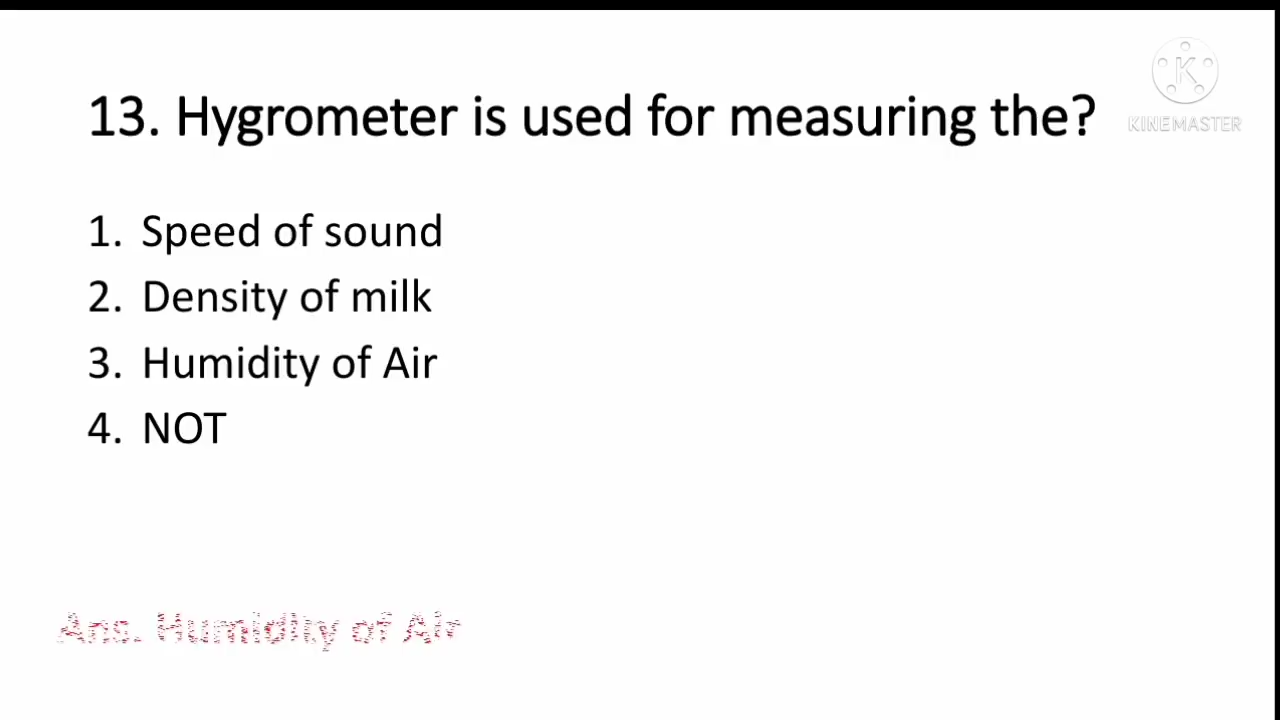 13. Hygrometer is used for measuring the?
K
KINEMASTER
1. Speed of sound
2. Density of milk
3. Humidity of Air
4. NOT
Ans. Humidity of Air